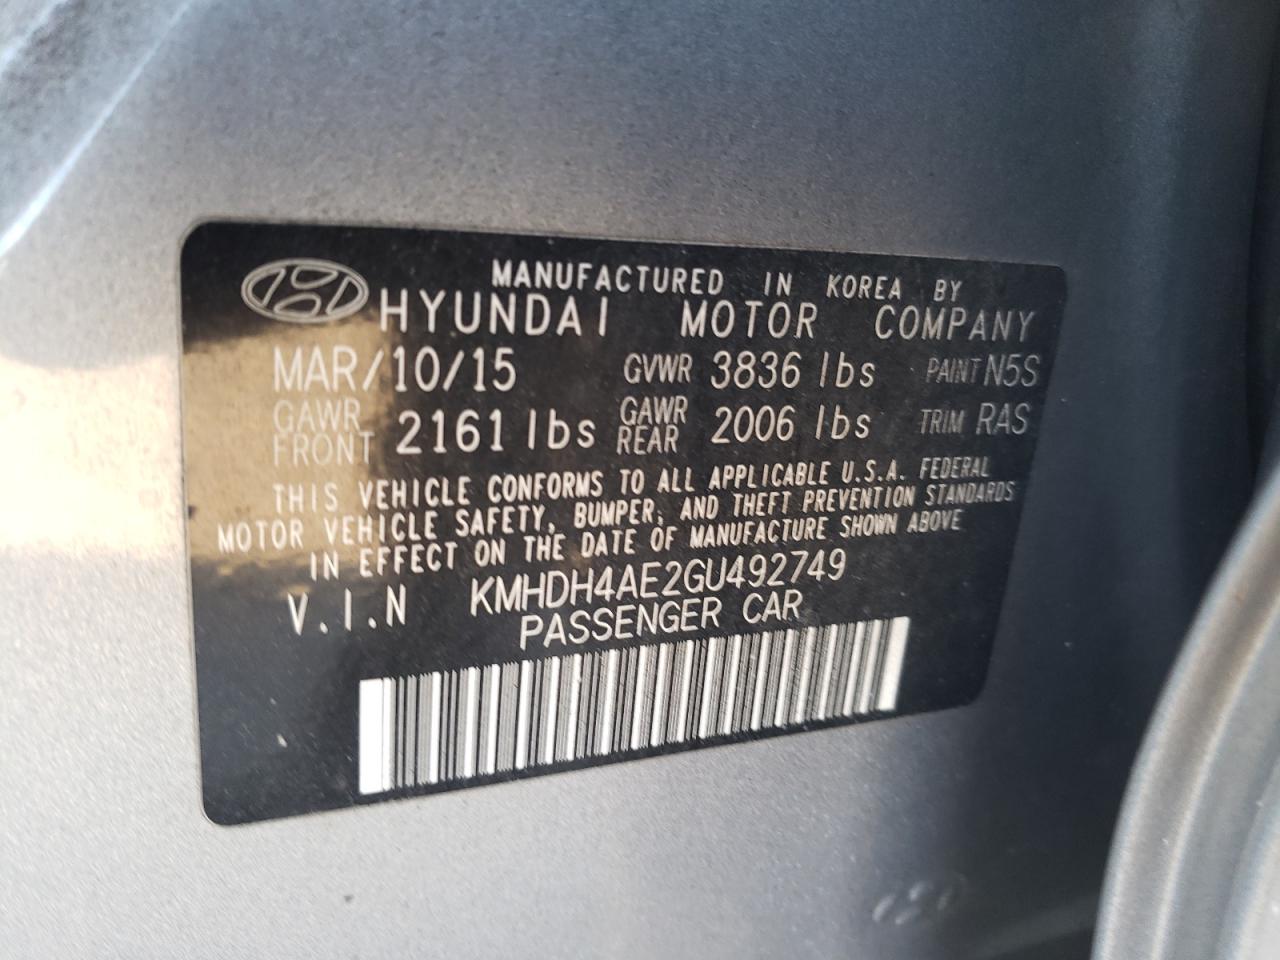 MANUFACTURED IN KOREA BY
HYUNDAI MOTOR COMPANY
MAR/10/15 GVWR 3836 lbs PAINT N5S
GAWR FRONT 2161 lbs GAWR REAR 2006 lbs TRIM RAS
THIS VEHICLE CONFORMS TO ALL APPLICABLE U.S.A. FEDERAL
MOTOR VEHICLE SAFETY, BUMPER, AND THEFT PREVENTION STANDARDS
IN EFFECT ON THE DATE OF MANUFACTURE SHOWN ABOVE
V.I.N KMHDH4AE2GU492749
PASSENGER CAR